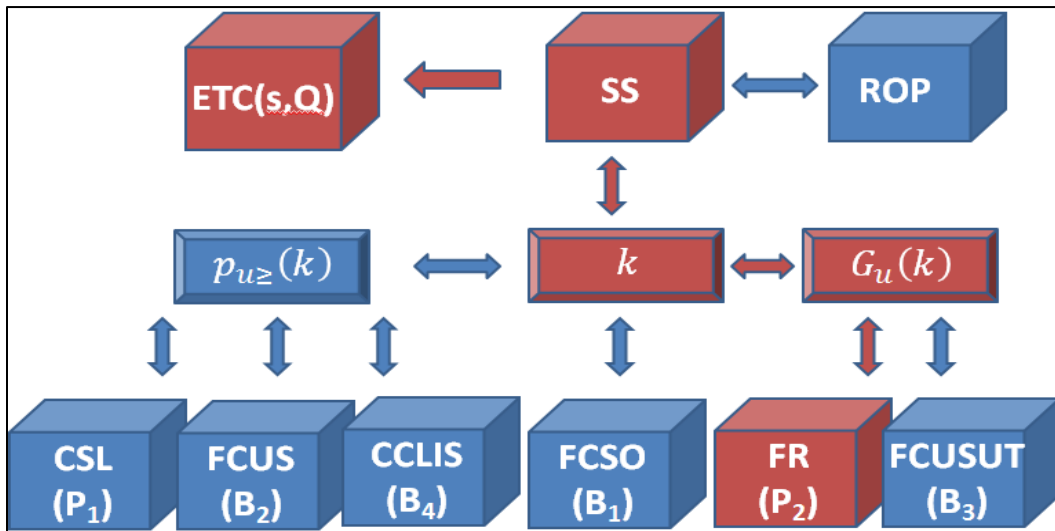 ETC(s,Q)
SS
ROP
p_{u≥}(k)
k
G_u(k)
CSL
(P₁)
FCUS
(B₂)
CCLIS
(B₄)
FCSO
(B₁)
FR
(P₂)
FCUSUT
(B₃)